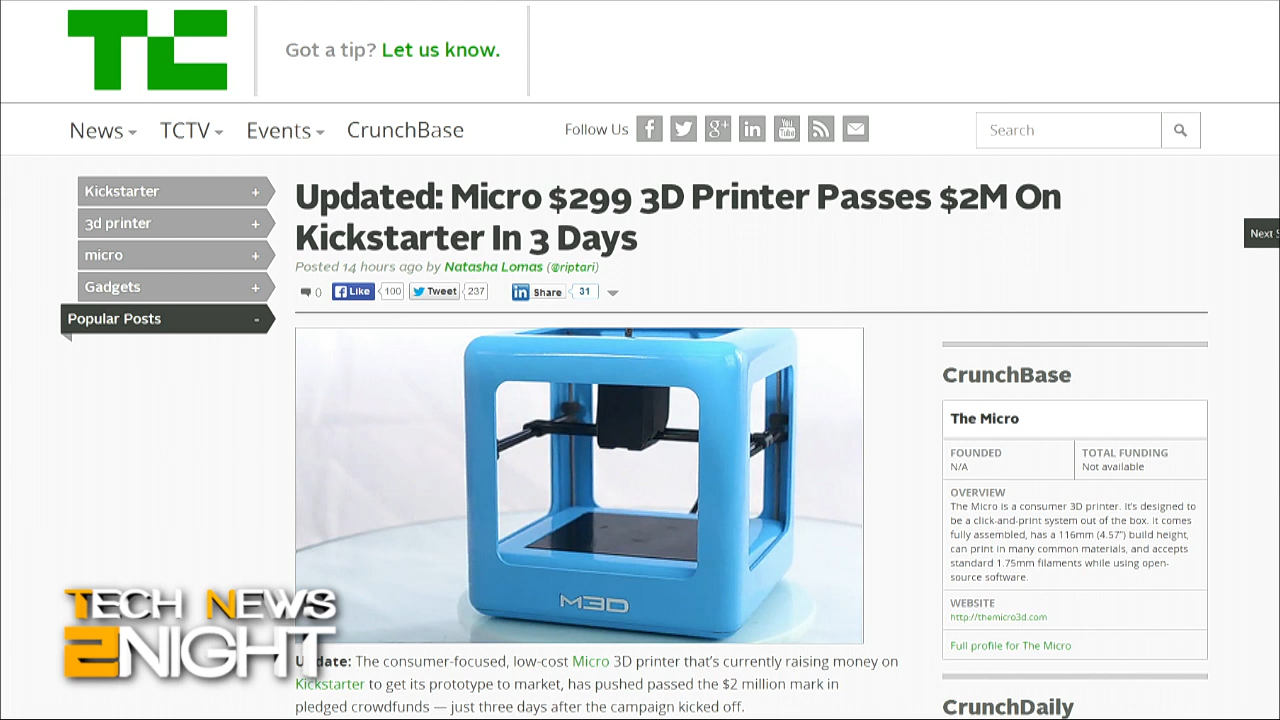 TC
Got a tip? Let us know.
News
TCTV
Events
CrunchBase
Follow Us
g+
in
You
Tube
Search
Kickstarter +
3d printer +
micro +
Gadgets +
Popular Posts -
Updated: Micro $299 3D Printer Passes $2M On
Kickstarter In 3 Days
Posted 14 hours ago by Natasha Lomas (@riptari)
0
Like 100
Tweet 237
in Share 31
Next
M3D
CrunchBase
The Micro
FOUNDED
N/A
TOTAL FUNDING
Not available
OVERVIEW
The Micro is a consumer 3D printer. It's designed to
be a click-and-print system out of the box. It comes
fully assembled, has a 116mm (4.57") build height,
can print in many common materials, and accepts
standard 1.75mm filaments while using open-
source software.
WEBSITE
http://themicro3d.com
Full profile for The Micro
CrunchDaily
TECH NEWS
2NIGHT
Update: The consumer-focused, low-cost Micro 3D printer that's currently raising money on
Kickstarter to get its prototype to market, has pushed passed the $2 million mark in
pledged crowdfunds — just three days after the campaign kicked off.